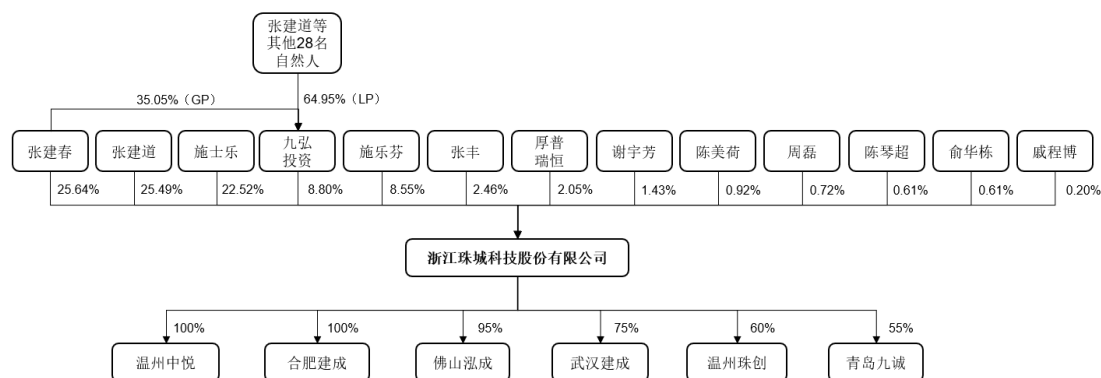 张建道等
其他28名
自然人
35.05%（GP）
64.95%（LP）
张建春
张建道
施士乐
九弘
投资
施乐芬
张丰
厚普
瑞恒
谢宇芳
陈美荷
周磊
陈琴超
俞华栋
戚程博
25.64%
25.49%
22.52%
8.80%
8.55%
2.46%
2.05%
1.43%
0.92%
0.72%
0.61%
0.61%
0.20%
浙江珠城科技股份有限公司
100%
100%
95%
75%
60%
55%
温州中悦
合肥建成
佛山泓成
武汉建成
温州珠创
青岛九诚